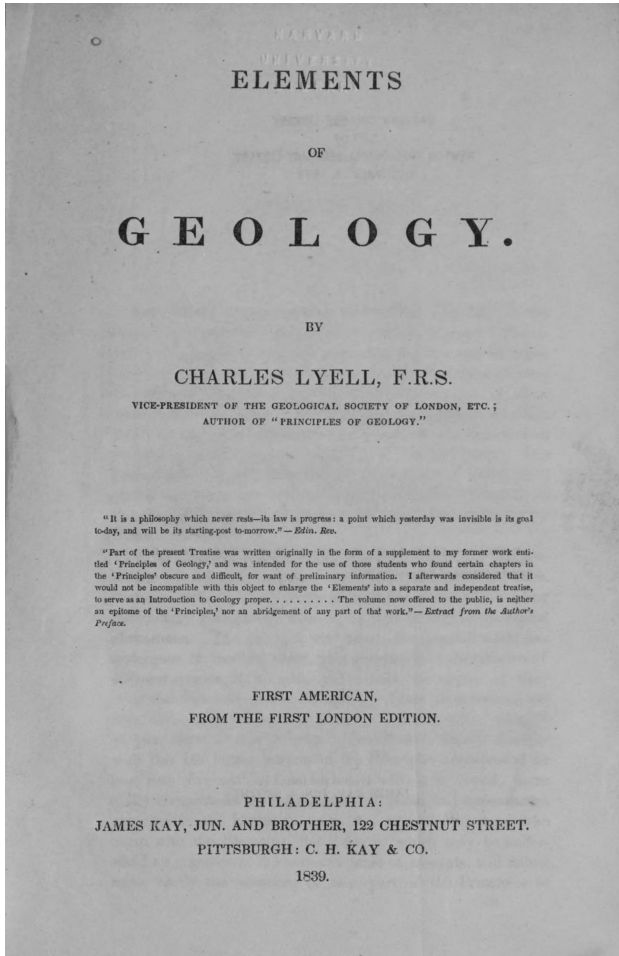 ELEMENTS
OF
GEOLOGY.
BY
CHARLES LYELL, F.R.S.
VICE-PRESIDENT OF THE GEOLOGICAL SOCIETY OF LONDON, ETC.;
AUTHOR OF "PRINCIPLES OF GEOLOGY."
"It is a philosophy which never rests—its law is progress: a point which yesterday was invisible is its goal
to-day, and will be its starting-post to-morrow."—Edin. Rev.
"Part of the present Treatise was written originally in the form of a supplement to my former work enti-
tled 'Principles of Geology,' and was intended for the use of those students who found certain chapters in
the 'Principles' obscure and difficult, for want of preliminary information. I afterwards considered that it
would not be incompatible with this object to enlarge the 'Elements' into a separate and independent treatise,
to serve as an Introduction to Geology proper. . . . . . . . . . The volume now offered to the public, is neither
an epitome of the 'Principles,' nor an abridgement of any part of that work."—Extract from the Author's
Preface.
FIRST AMERICAN,
FROM THE FIRST LONDON EDITION.
PHILADELPHIA:
JAMES KAY, JUN. AND BROTHER, 122 CHESTNUT STREET.
PITTSBURGH: C. H. KAY & CO.
1839.